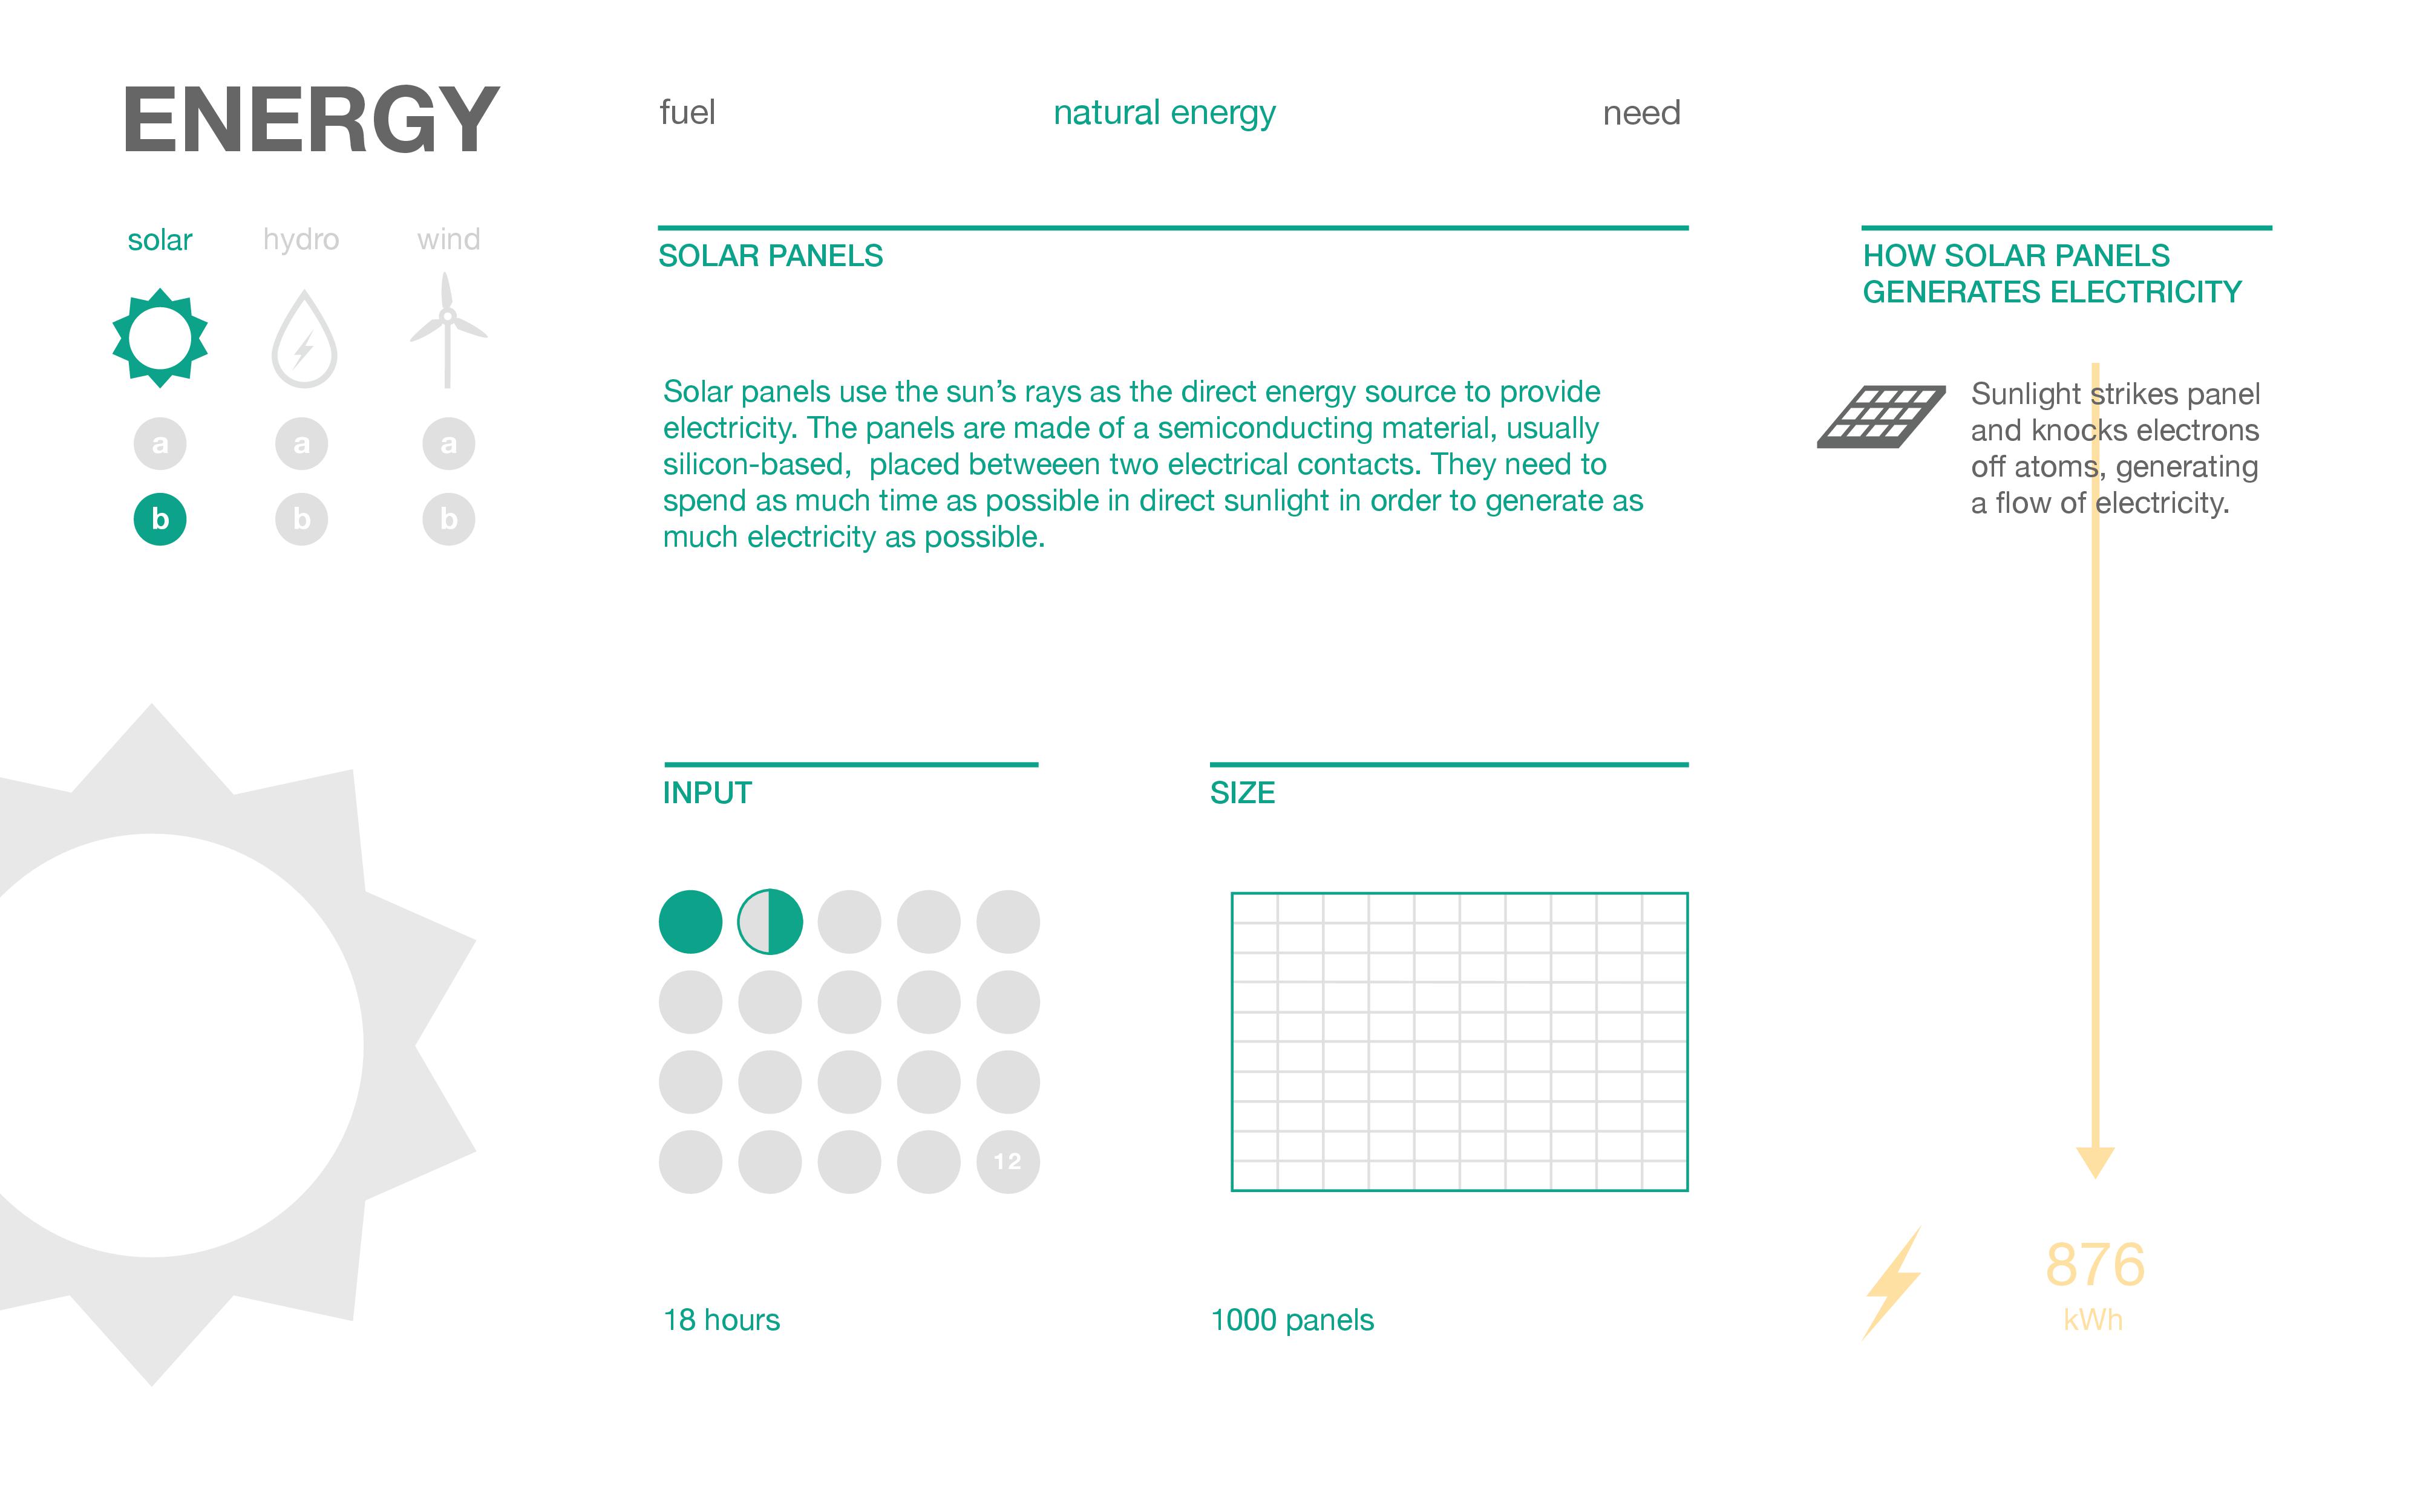 ENERGY
fuel
natural energy
need
solar
hydro
wind
a
a
a
b
b
b
SOLAR PANELS
Solar panels use the sun’s rays as the direct energy source to provide
electricity. The panels are made of a semiconducting material, usually
silicon-based,  placed betweeen two electrical contacts. They need to
spend as much time as possible in direct sunlight in order to generate as
much electricity as possible.
INPUT
12
18 hours
SIZE
1000 panels
HOW SOLAR PANELS
GENERATES ELECTRICITY
Sunlight strikes panel
and knocks electrons
off atoms, generating
a flow of electricity.
876
kWh